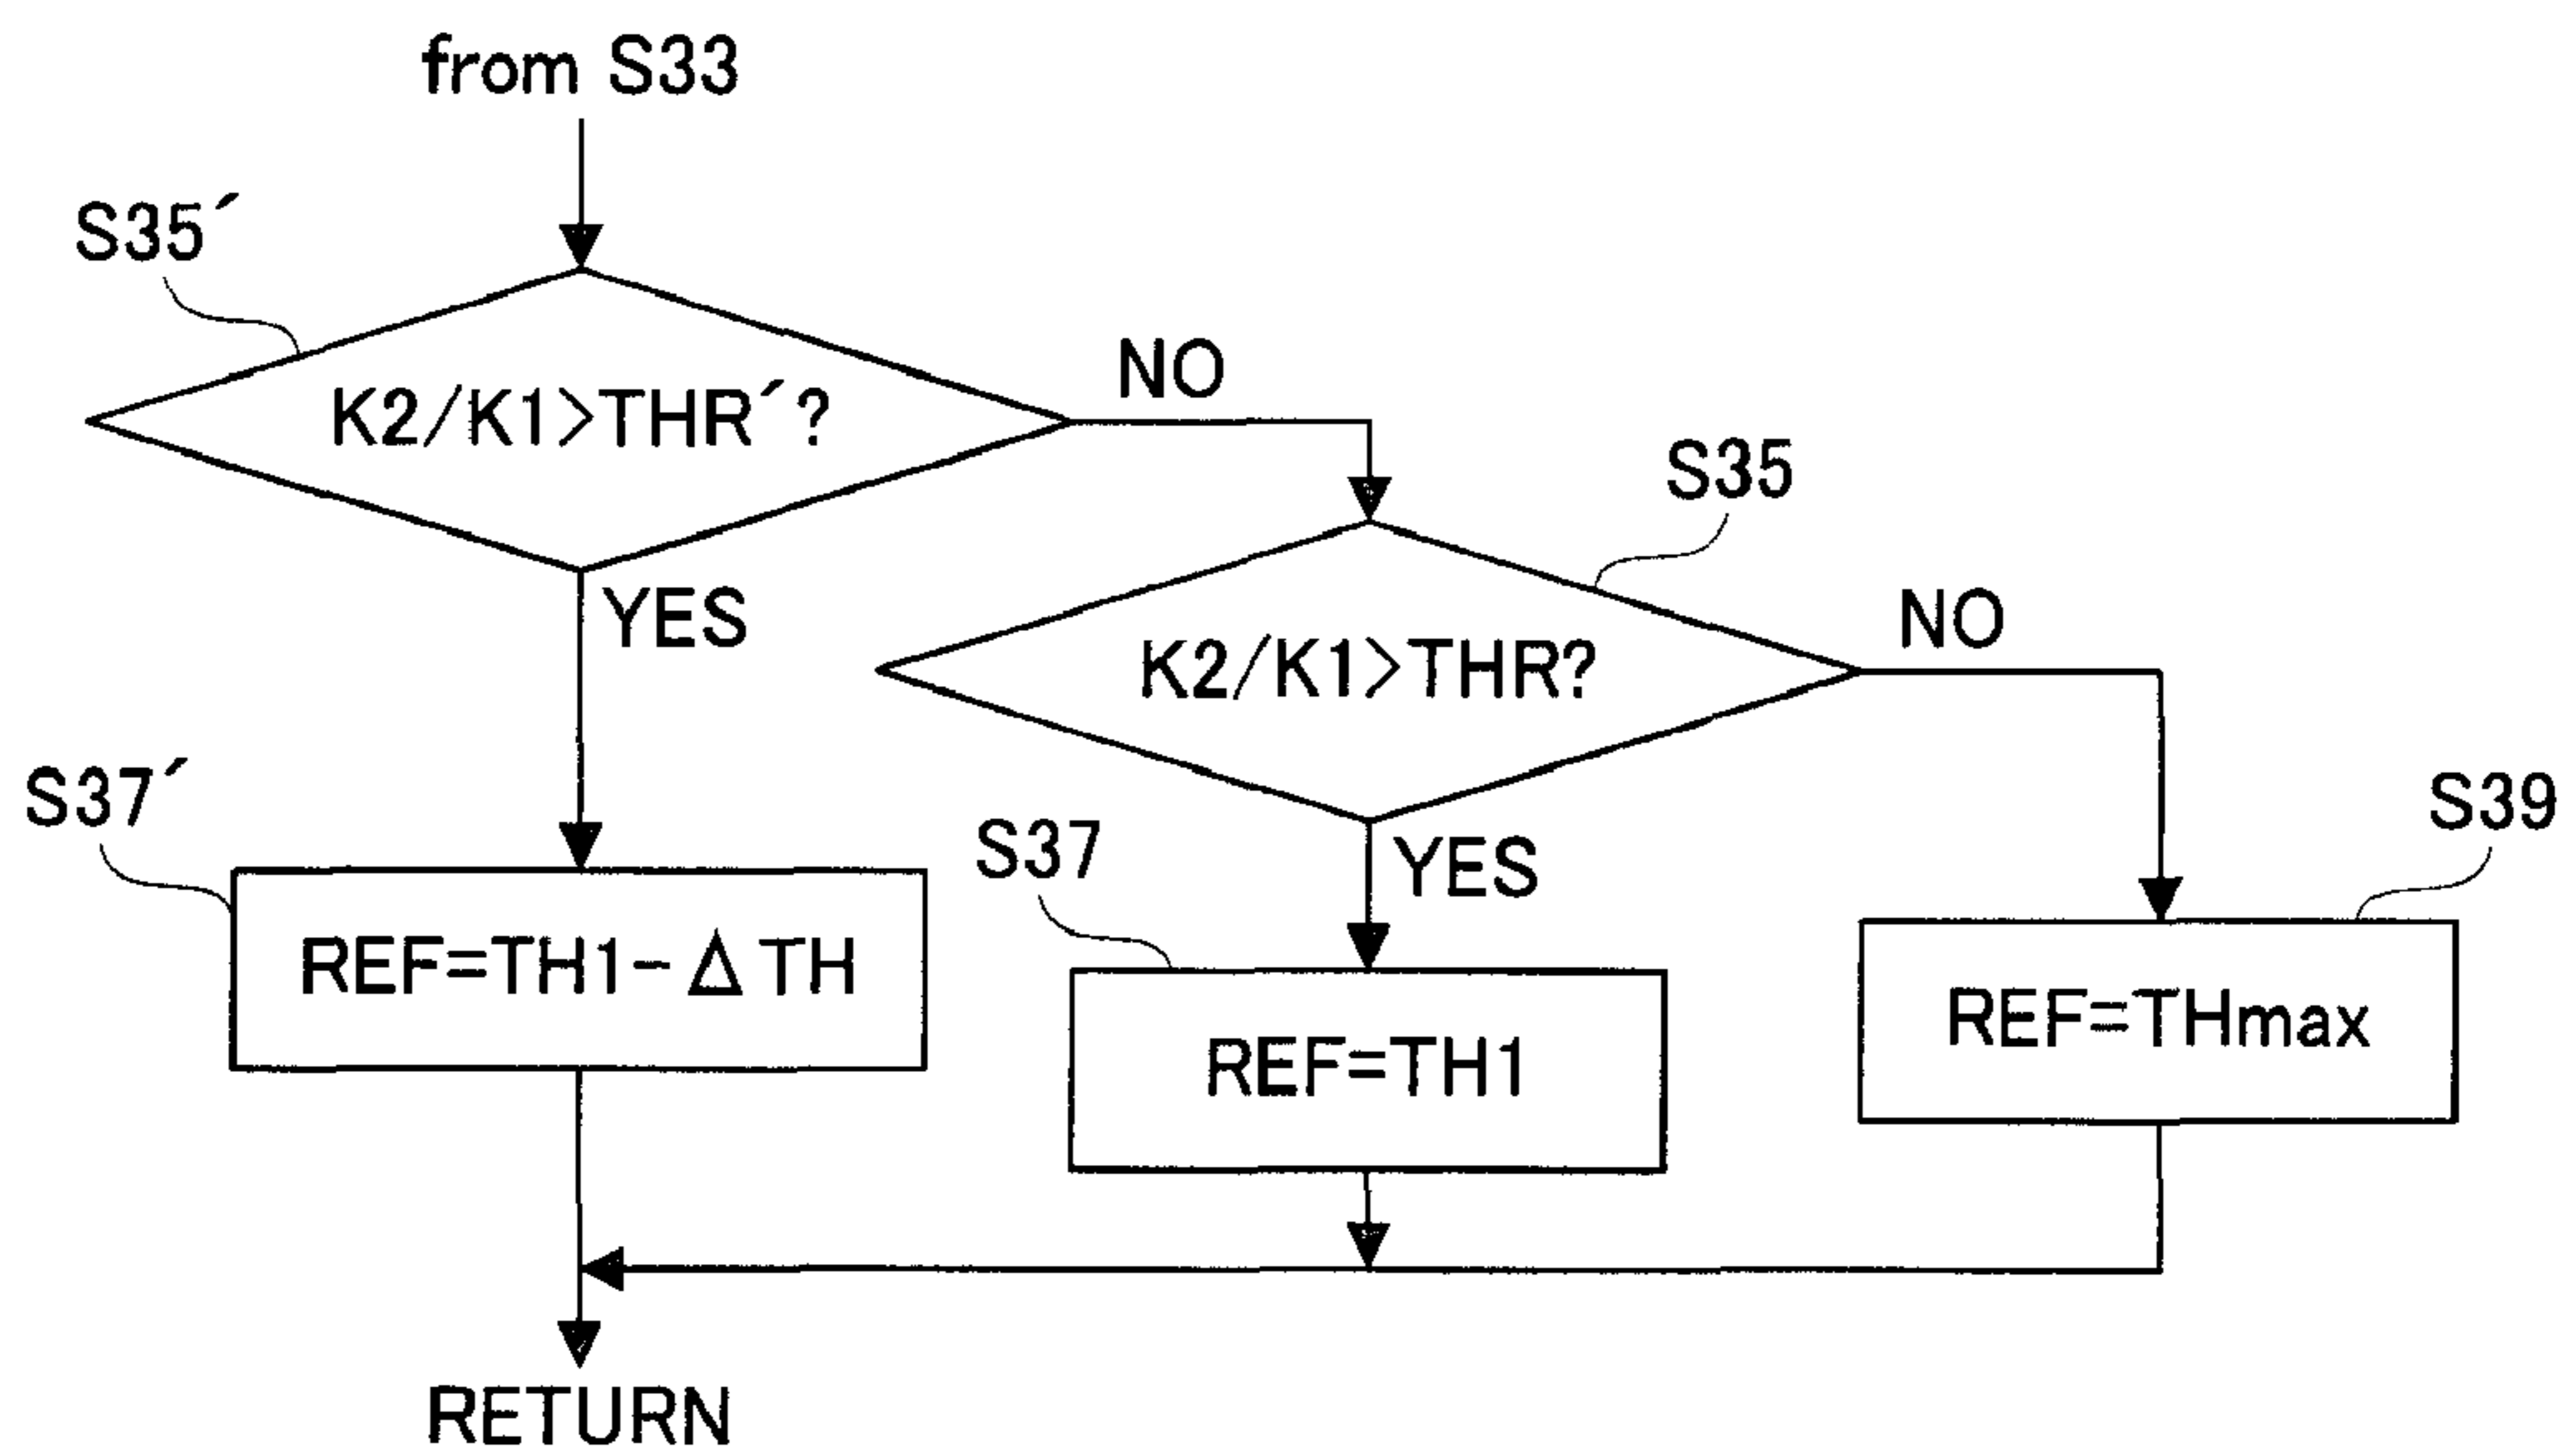 from S33
S35´
K2/K1>THR´?
NO
YES
S35
K2/K1>THR?
NO
YES
S37´
REF=TH1-Δ TH
S37
REF=TH1
S39
REF=THmax
RETURN